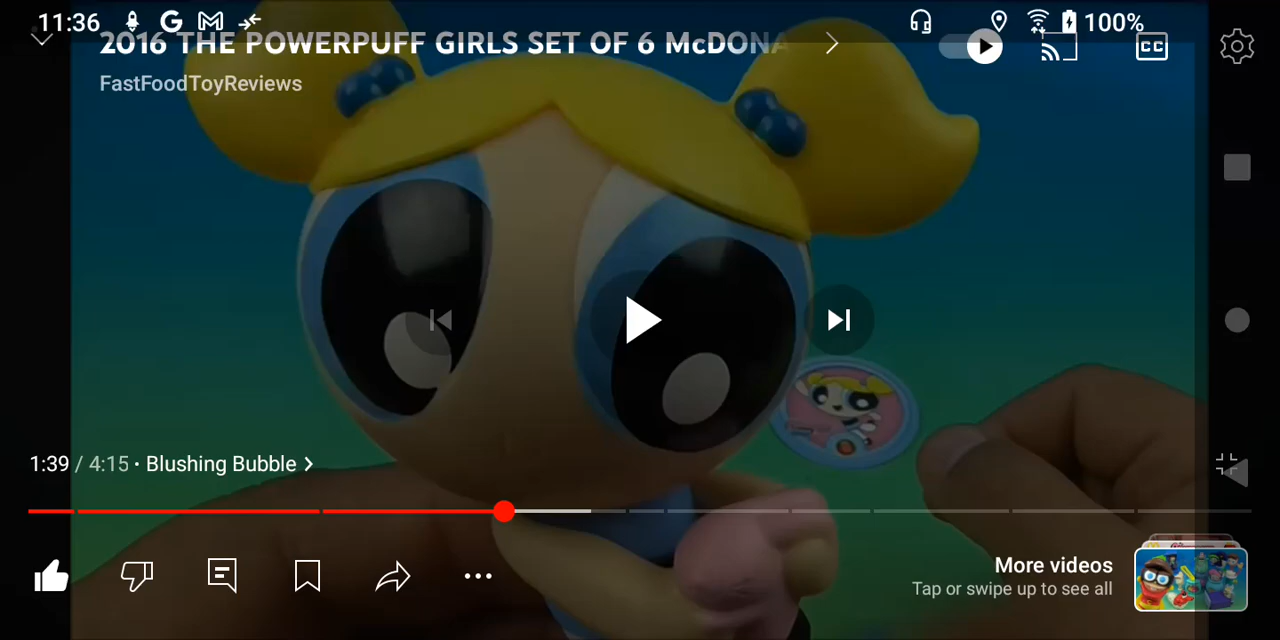 11:36
100%
2016 THE POWERPUFF GIRLS SET OF 6 McDONA
CC
FastFoodToyReviews
1:39 / 4:15 · Blushing Bubble
More videos
Tap or swipe up to see all